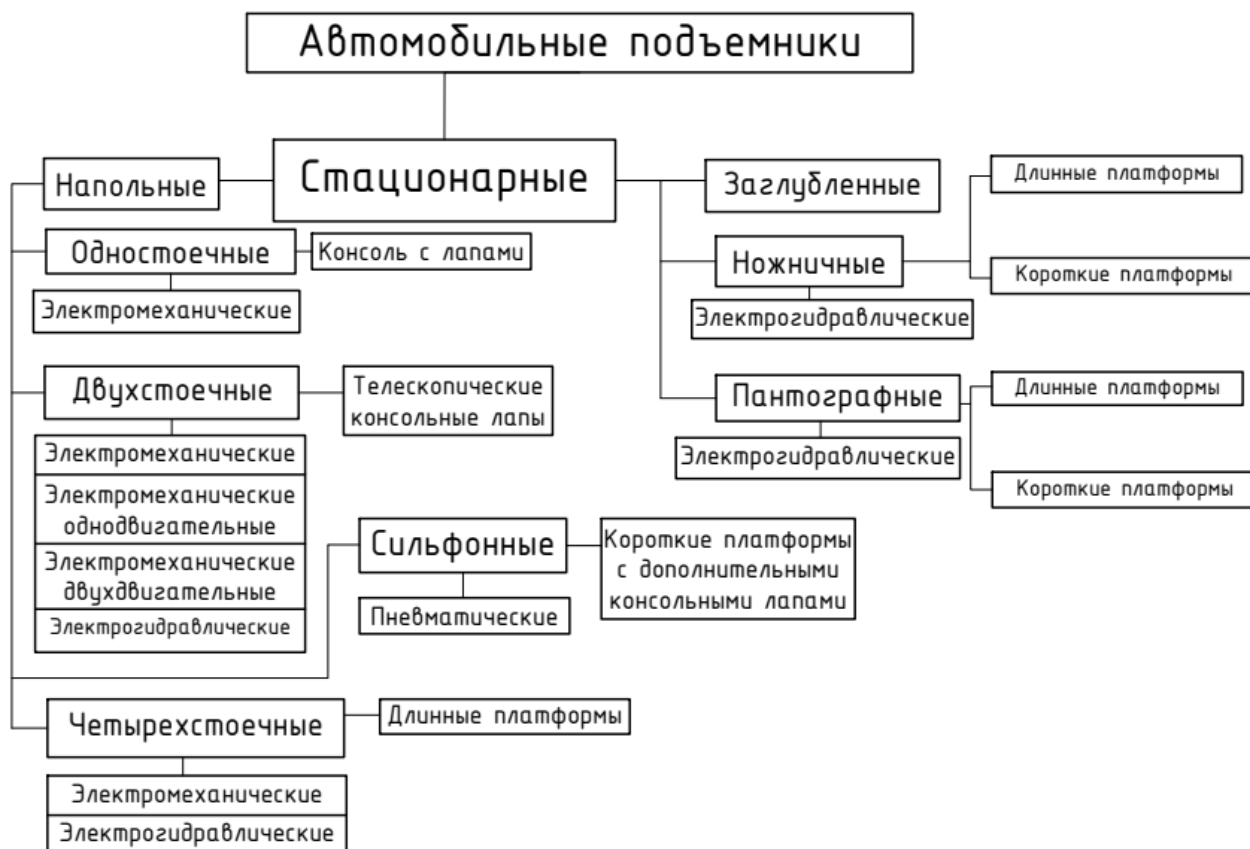 Автомобильные подъемники
Стационарные
Напольные
Одностоечные
Консоль с лапами
Электромеханические
Двухстоечные
Телескопические
консольные лапы
Электромеханические
Электромеханические
однодвигательные
Электромеханические
двухдвигательные
Электрогидравлические
Сильфонные
Пневматические
Короткие платформы
с дополнительными
консольными лапами
Четырехстоечные
Длинные платформы
Электромеханические
Электрогидравлические
Заглубленные
Ножничные
Электрогидравлические
Длинные платформы
Короткие платформы
Пантографные
Электрогидравлические
Длинные платформы
Короткие платформы